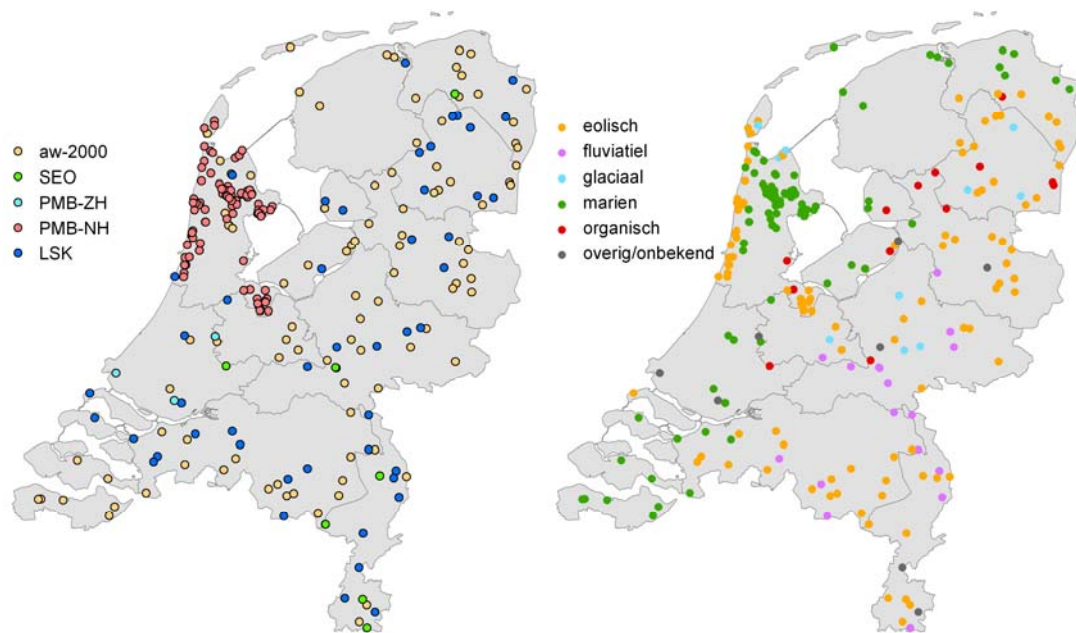 aw-2000
SEO
PMB-ZH
PMB-NH
LSK
eolisch
fluviatiel
glaciaal
marien
organisch
overig/onbekend